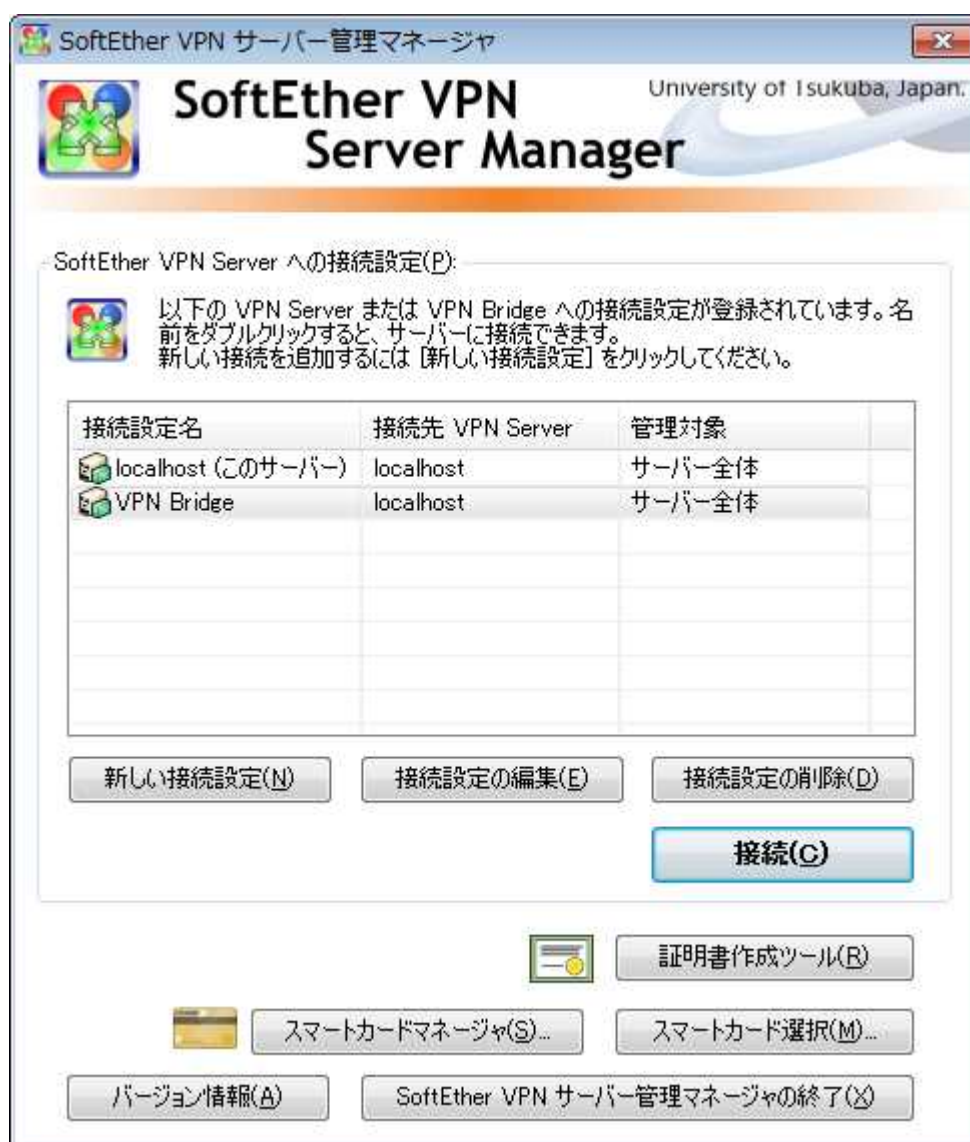 SoftEther VPN サーバー管理マネージャ
SoftEther VPN
Server Manager
University of Tsukuba, Japan.
SoftEther VPN Server への接続設定(P):
以下の VPN Server または VPN Bridge への接続設定が登録されています。名
前をダブルクリックすると、サーバーに接続できます。
新しい接続を追加するには [新しい接続設定] をクリックしてください。
接続設定名 接続先 VPN Server 管理対象
localhost (このサーバー) localhost サーバー全体
VPN Bridge localhost サーバー全体
新しい接続設定(N) 接続設定の編集(E) 接続設定の削除(D)
接続(C)
証明書作成ツール(R)
スマートカードマネージャ(S)... スマートカード選択(M)...
バージョン情報(A) SoftEther VPN サーバー管理マネージャの終了(X)